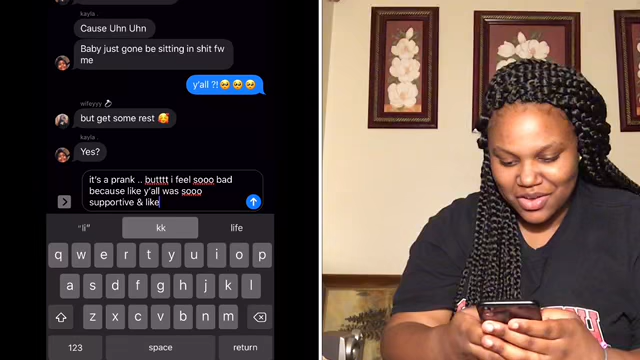 kayla
Cause Uhn Uhn
Baby just gone be sitting in shit fw
me
y'all ?!🥺🥺🥺
wifeyyy 💍
but get some rest 🥰
kayla
Yes?
it's a prank .. butttt i feel sooo bad
because like y'all was sooo
supportive & like
"li" kk life
q w e r t y u i o p
a s d f g h j k l
z x c v b n m
123 space return